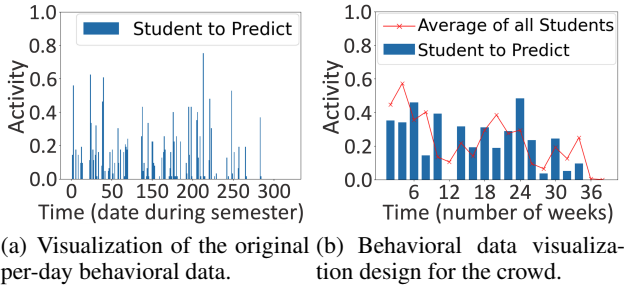 1.0
0.8
0.6
0.4
0.2
0.0
Activity
Student to Predict
0 50 100 150 200 250 300
Time (date during semester)
(a) Visualization of the original
per-day behavioral data.
1.0
0.8
0.6
0.4
0.2
0.0
Activity
Average of all Students
Student to Predict
6 12 18 24 30 36
Time (number of weeks)
(b) Behavioral data visualiza-
tion design for the crowd.